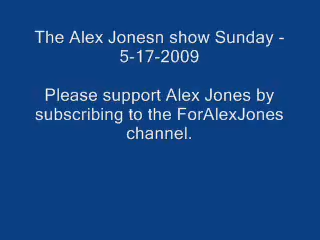 The Alex Jonesn show Sunday -
5-17-2009
Please support Alex Jones by
subscribing to the ForAlexJones
channel.